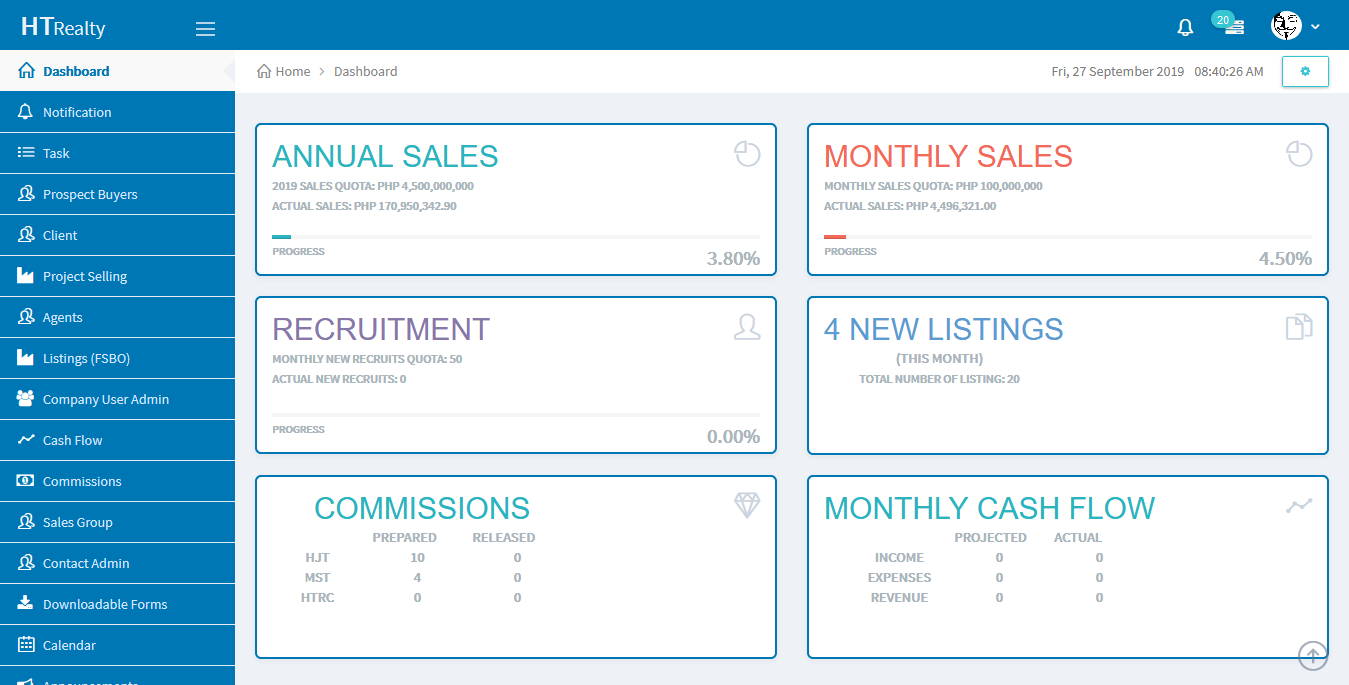 HTRealty
20
Dashboard
Notification
Task
Prospect Buyers
Client
Project Selling
Agents
Listings (FSBO)
Company User Admin
Cash Flow
Commissions
Sales Group
Contact Admin
Downloadable Forms
Calendar
Announcements
Home > Dashboard
Fri, 27 September 2019 08:40:26 AM
ANNUAL SALES
2019 SALES QUOTA: PHP 4,500,000,000
ACTUAL SALES: PHP 170,950,342.90
PROGRESS
3.80%
MONTHLY SALES
MONTHLY SALES QUOTA: PHP 100,000,000
ACTUAL SALES: PHP 4,496,321.00
PROGRESS
4.50%
RECRUITMENT
MONTHLY NEW RECRUITS QUOTA: 50
ACTUAL NEW RECRUITS: 0
PROGRESS
0.00%
4 NEW LISTINGS
(THIS MONTH)
TOTAL NUMBER OF LISTING: 20
COMMISSIONS
PREPARED RELEASED
HJT 10 0
MST 4 0
HTRC 0 0
MONTHLY CASH FLOW
PROJECTED ACTUAL
INCOME 0 0
EXPENSES 0 0
REVENUE 0 0